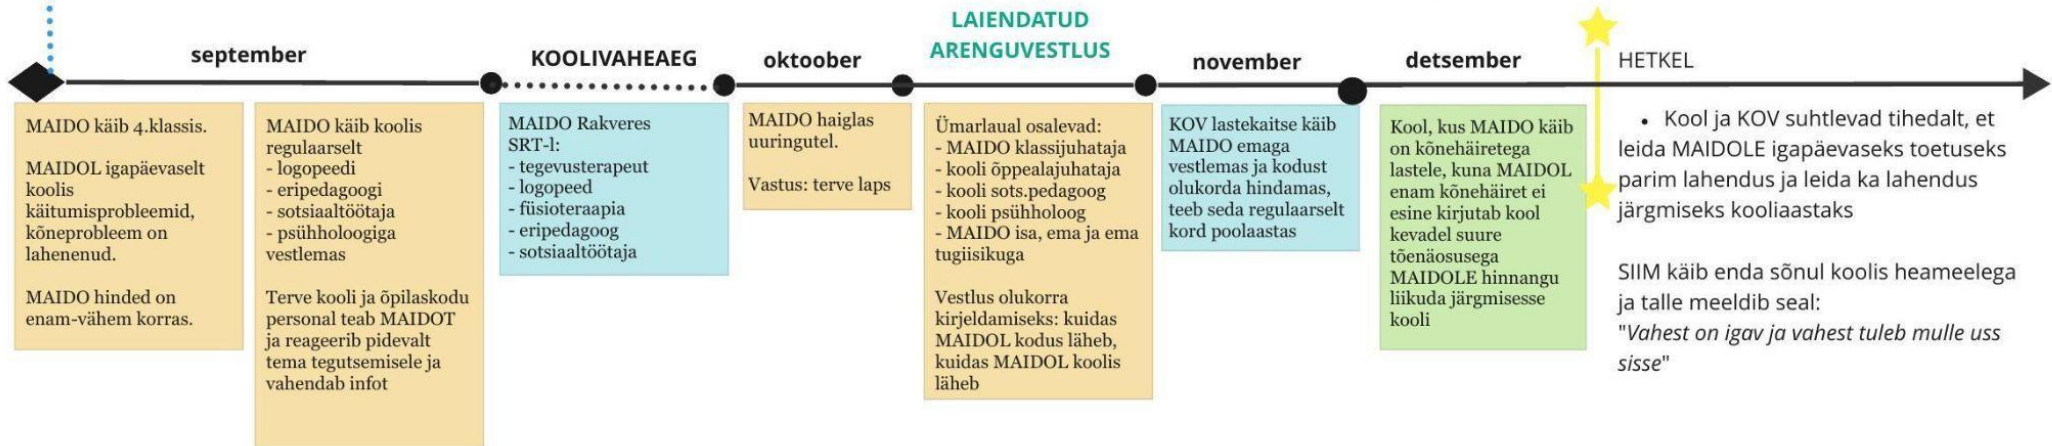 september
KOOLIVAHEAEG
oktoober
LAIENDATUD
ARENGUVESTLUS
november
detsember
HETKEL
MAIDO käib 4.klassis.
MAIDOL igapäevaselt
koolis
käitumisprobleemid,
kõneprobleem on
lahenenud.
MAIDO hinded on
enam-vähem korras.
MAIDO käib koolis
regulaarselt
- logopeedi
- eripedagoogi
- sotsiaaltöötaja
- psühholoogiga
vestlemas
Terve kooli ja õpilaskodu
personal teab MAIDOT
ja reageerib pidevalt
tema tegutsemisele ja
vahendab infot
MAIDO Rakveres
SRT-l:
- tegevusterapeut
- logopeed
- füsioteraapia
- eripedagoog
- sotsiaaltöötaja
MAIDO haiglas
uuringutel.
Vastus: terve laps
Ümarlaual osalevad:
- MAIDO klassijuhataja
- kooli õppealajuhataja
- kooli sots.pedagoog
- kooli psühholoog
- MAIDO isa, ema ja ema
tugiisikuga
Vestlus olukorra
kirjeldamiseks: kuidas
MAIDOL kodus läheb,
kuidas MAIDOL koolis
läheb
KOV lastekaitse käib
MAIDO emaga
vestlemas ja kodust
olukorda hindamas,
teeb seda regulaarselt
kord poolaastas
Kool, kus MAIDO käib
on kõnehäiretega
lastele, kuna MAIDOL
enam kõnehäiret ei
esine kirjutab kool
kevadel suure
tõenäosusega
MAIDOLE hinnangu
liikuda järgmisesse
kooli
• Kool ja KOV suhtlevad tihedalt, et
leida MAIDOLE igapäevaseks toetuseks
parim lahendus ja leida ka lahendus
järgmiseks kooliaastaks
SIIM käib enda sõnul koolis heameelega
ja talle meeldib seal:
"Vahest on igav ja vahest tuleb mulle uss
sisse"